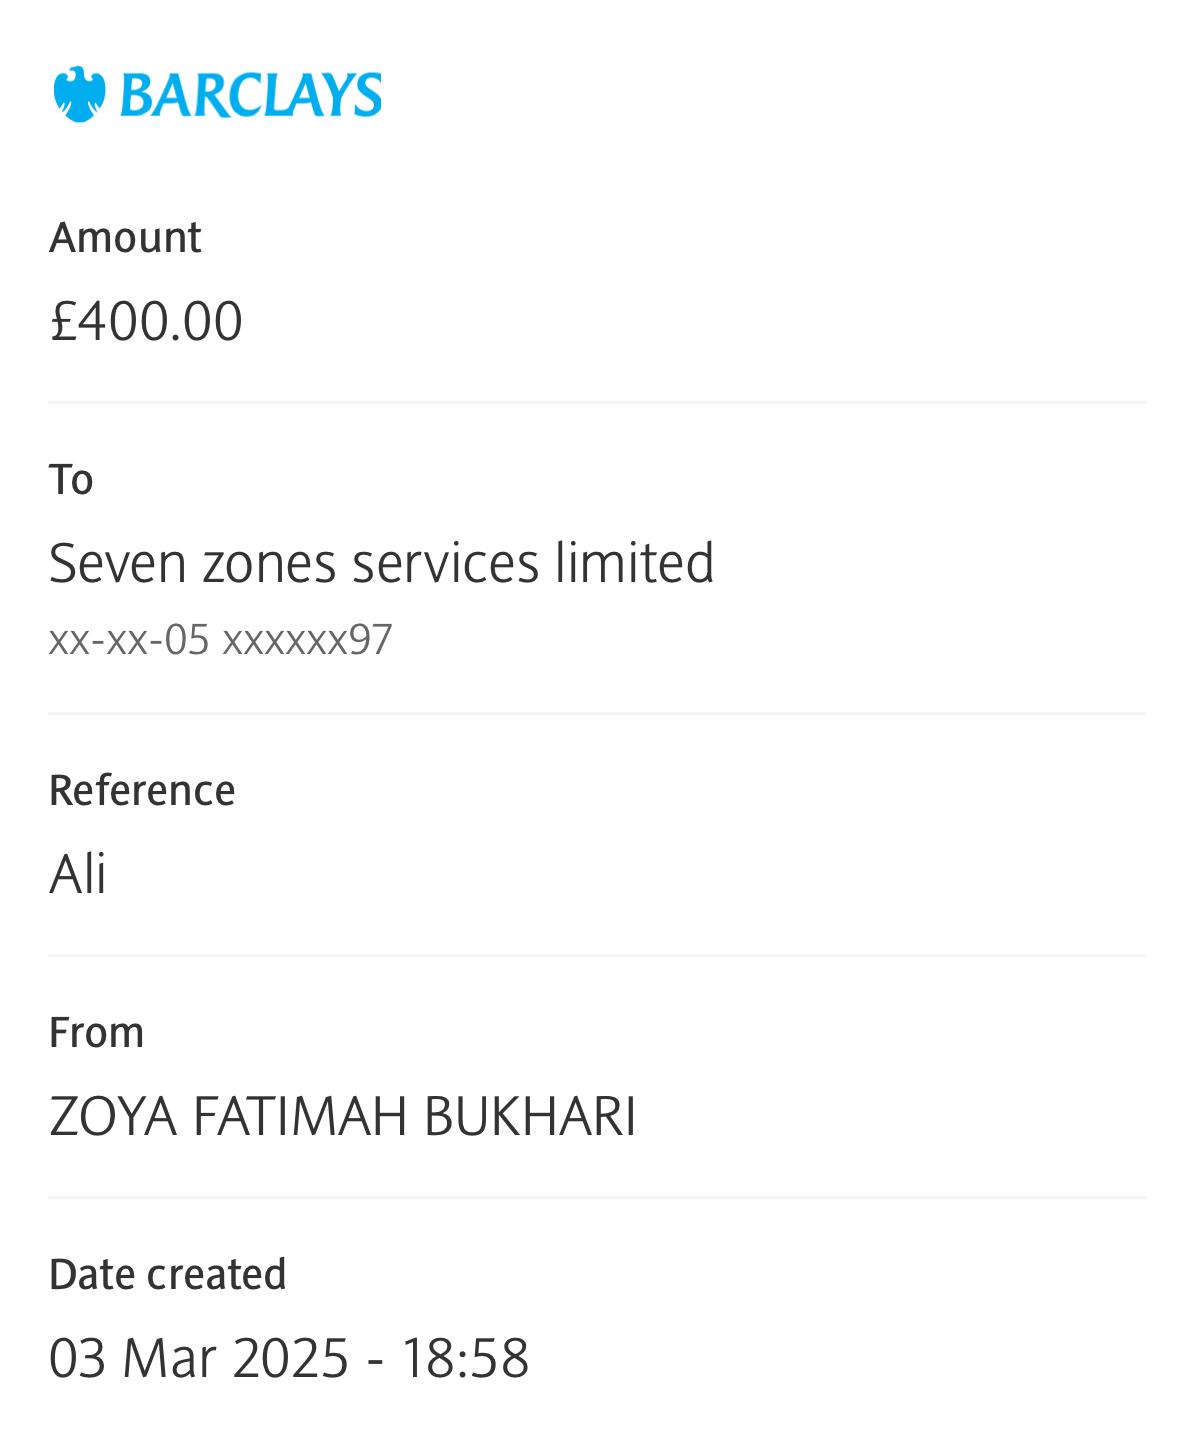 BARCLAYS
Amount
£400.00
To
Seven zones services limited
xx-xx-05 xxxxxx97
Reference
Ali
From
ZOYA FATIMAH BUKHARI
Date created
03 Mar 2025 - 18:58